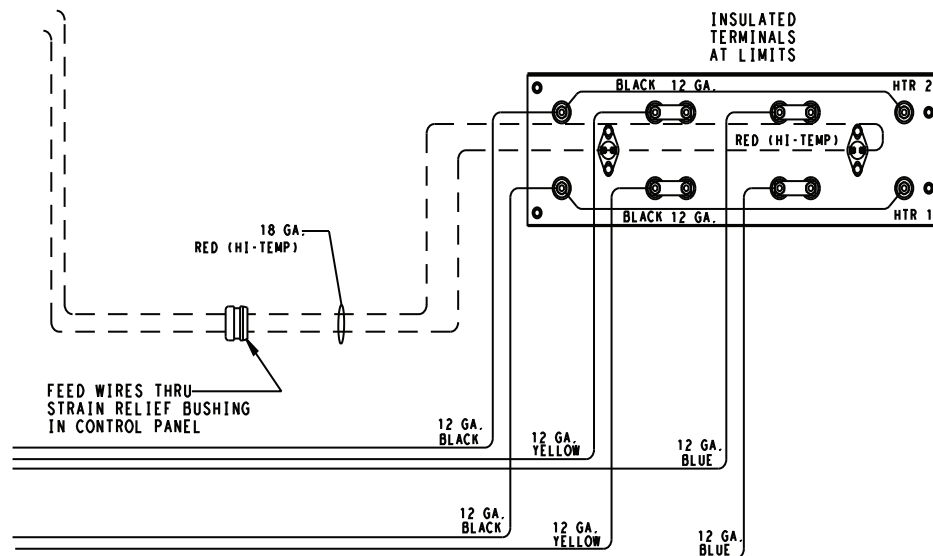 INSULATED
TERMINALS
AT LIMITS
BLACK 12 GA.
HTR 2
RED (HI-TEMP)
BLACK 12 GA.
HTR 1
18 GA.
RED (HI-TEMP)
FEED WIRES THRU
STRAIN RELIEF BUSHING
IN CONTROL PANEL
12 GA.
BLACK
12 GA.
YELLOW
12 GA.
BLUE
12 GA.
BLACK
12 GA.
YELLOW
12 GA.
BLUE